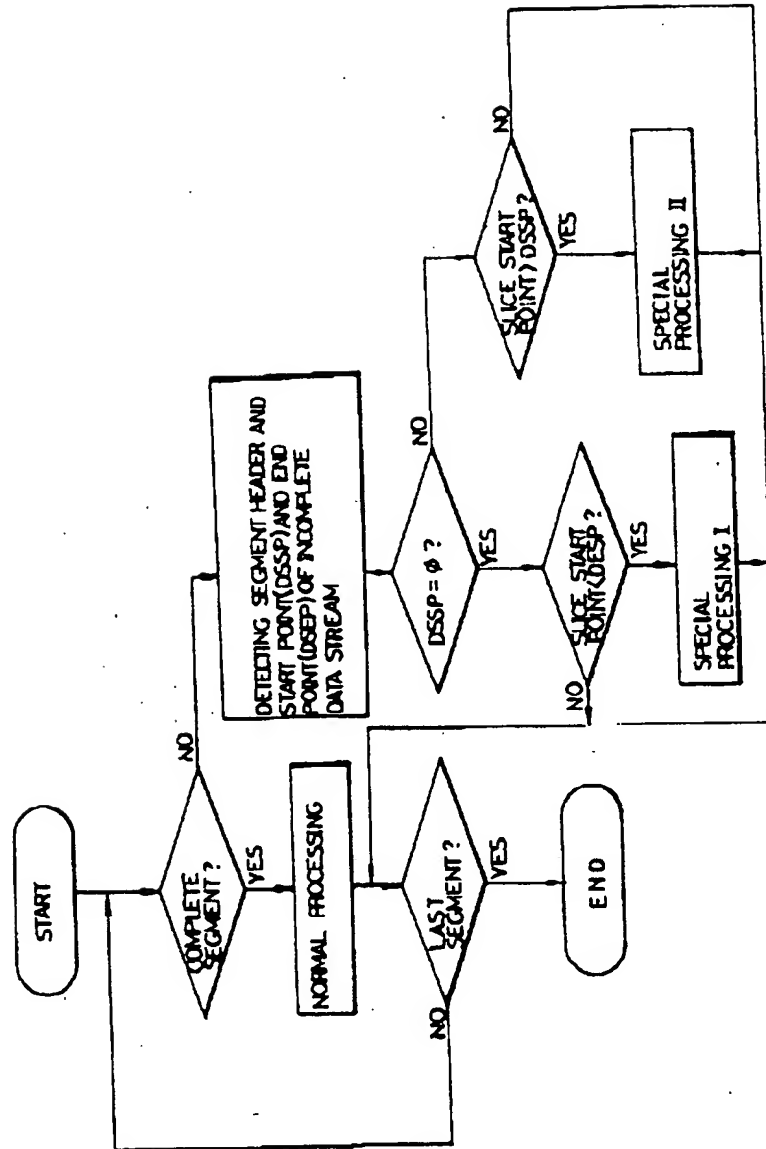 START
COMPLETE
SEGMENT?
NO
YES
NORMAL PROCESSING
LAST
SEGMENT?
NO
YES
END
DETECTING SEGMENT HEADER AND
START POINT(DSSP) AND END
POINT(DSEP) OF INCOMPLETE
DATA STREAM
DSSP = ø ?
NO
YES
SLICE START
POINT<DESP?
NO
YES
SPECIAL
PROCESSING I
SLICE START
POINT > DSSP?
NO
YES
SPECIAL
PROCESSING II